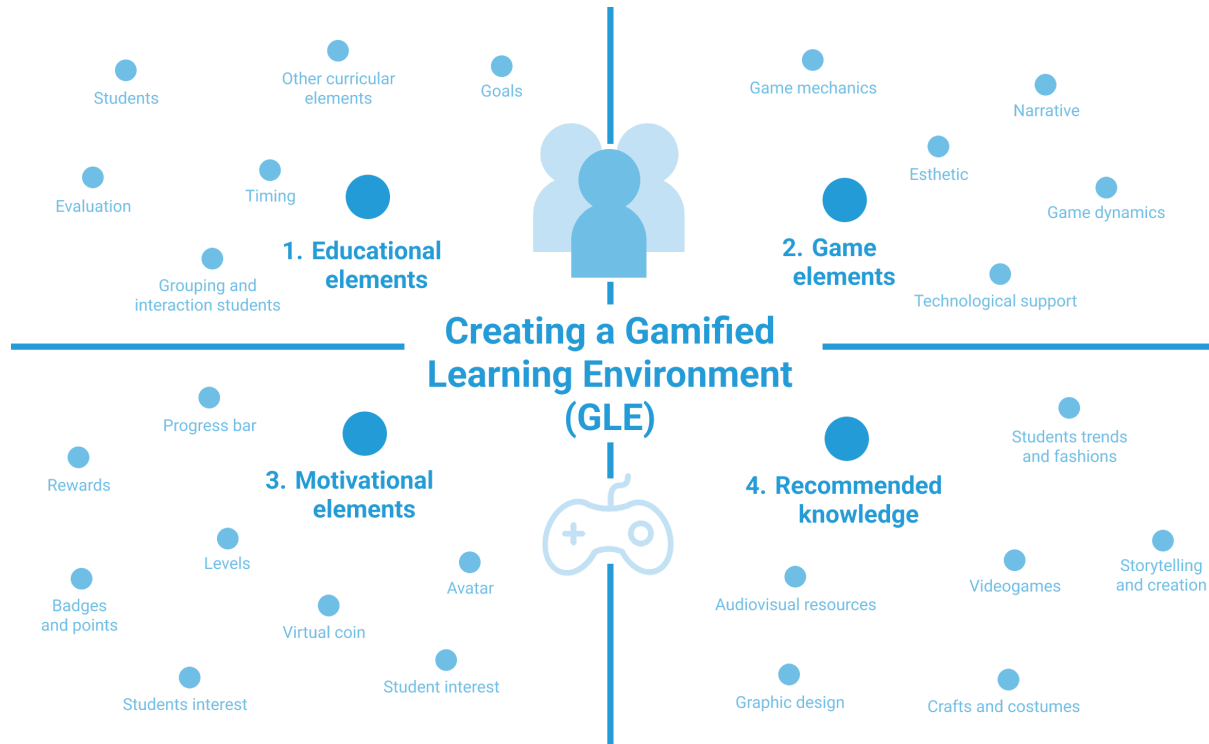 Students
Other curricular
elements
Goals
Evaluation
Timing
1. Educational
elements
Grouping and
interaction students
Game mechanics
Narrative
Esthetic
Game dynamics
2. Game
elements
Technological support
Creating a Gamified
Learning Environment
(GLE)
Progress bar
Rewards
3. Motivational
elements
Levels
Avatar
Badges
and points
Virtual coin
Students interest
Student interest
Students trends
and fashions
4. Recommended
knowledge
Storytelling
and creation
Videogames
Audiovisual resources
Graphic design
Crafts and costumes